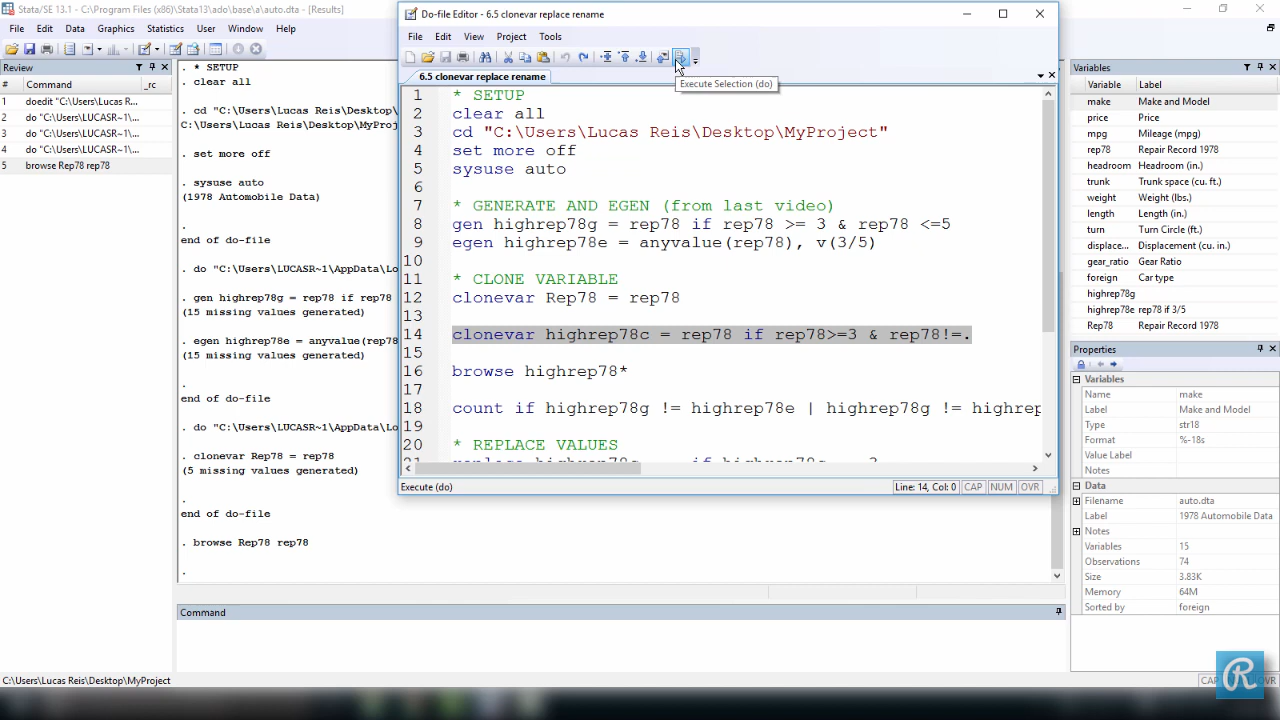 Stata/SE 13.1 - C:\Program Files (x86)\Stata13\ado\base\a\auto.dta - [Results]
File Edit Data Graphics Statistics User Window Help
Review
# Command _rc
1 doedit "C:\Users\Lucas R...
2 do "C:\Users\LUCASR~1\...
3 do "C:\Users\LUCASR~1\...
4 do "C:\Users\LUCASR~1\...
5 browse Rep78 rep78
. * SETUP
. clear all
. cd "C:\Users\Lucas Reis\Desktop\
C:\Users\Lucas Reis\Desktop\MyProj
. set more off
. sysuse auto
(1978 Automobile Data)
.
end of do-file
. do "C:\Users\LUCASR~1\AppData\Lo
. gen highrep78g = rep78 if rep78
(15 missing values generated)
. egen highrep78e = anyvalue(rep78
(15 missing values generated)
.
end of do-file
. do "C:\Users\LUCASR~1\AppData\Lo
. clonevar Rep78 = rep78
(5 missing values generated)
.
end of do-file
. browse Rep78 rep78
.
Command
C:\Users\Lucas Reis\Desktop\MyProject
Do-file Editor - 6.5 clonevar replace rename
File Edit View Project Tools
6.5 clonevar replace rename
Execute Selection (do)
1 * SETUP
2 clear all
3 cd "C:\Users\Lucas Reis\Desktop\MyProject"
4 set more off
5 sysuse auto
6
7 * GENERATE AND EGEN (from last video)
8 gen highrep78g = rep78 if rep78 >= 3 & rep78 <=5
9 egen highrep78e = anyvalue(rep78), v(3/5)
10
11 * CLONE VARIABLE
12 clonevar Rep78 = rep78
13
14 clonevar highrep78c = rep78 if rep78>=3 & rep78!=.
15
16 browse highrep78*
17
18 count if highrep78g != highrep78e | highrep78g != highrep
19
20 * REPLACE VALUES
Execute (do)
Line: 14, Col: 0 CAP NUM OVR
Variables
Variable Label
make Make and Model
price Price
mpg Mileage (mpg)
rep78 Repair Record 1978
headroom Headroom (in.)
trunk Trunk space (cu. ft.)
weight Weight (lbs.)
length Length (in.)
turn Turn Circle (ft.)
displace... Displacement (cu. in.)
gear_ratio Gear Ratio
foreign Car type
highrep78g
highrep78e rep78 if 3/5
Rep78 Repair Record 1978
Properties
Variables
Name make
Label Make and Model
Type str18
Format %-18s
Value Label
Notes
Data
Filename auto.dta
Label 1978 Automobile Data
Notes
Variables 15
Observations 74
Size 3.83K
Memory 64M
Sorted by foreign
R